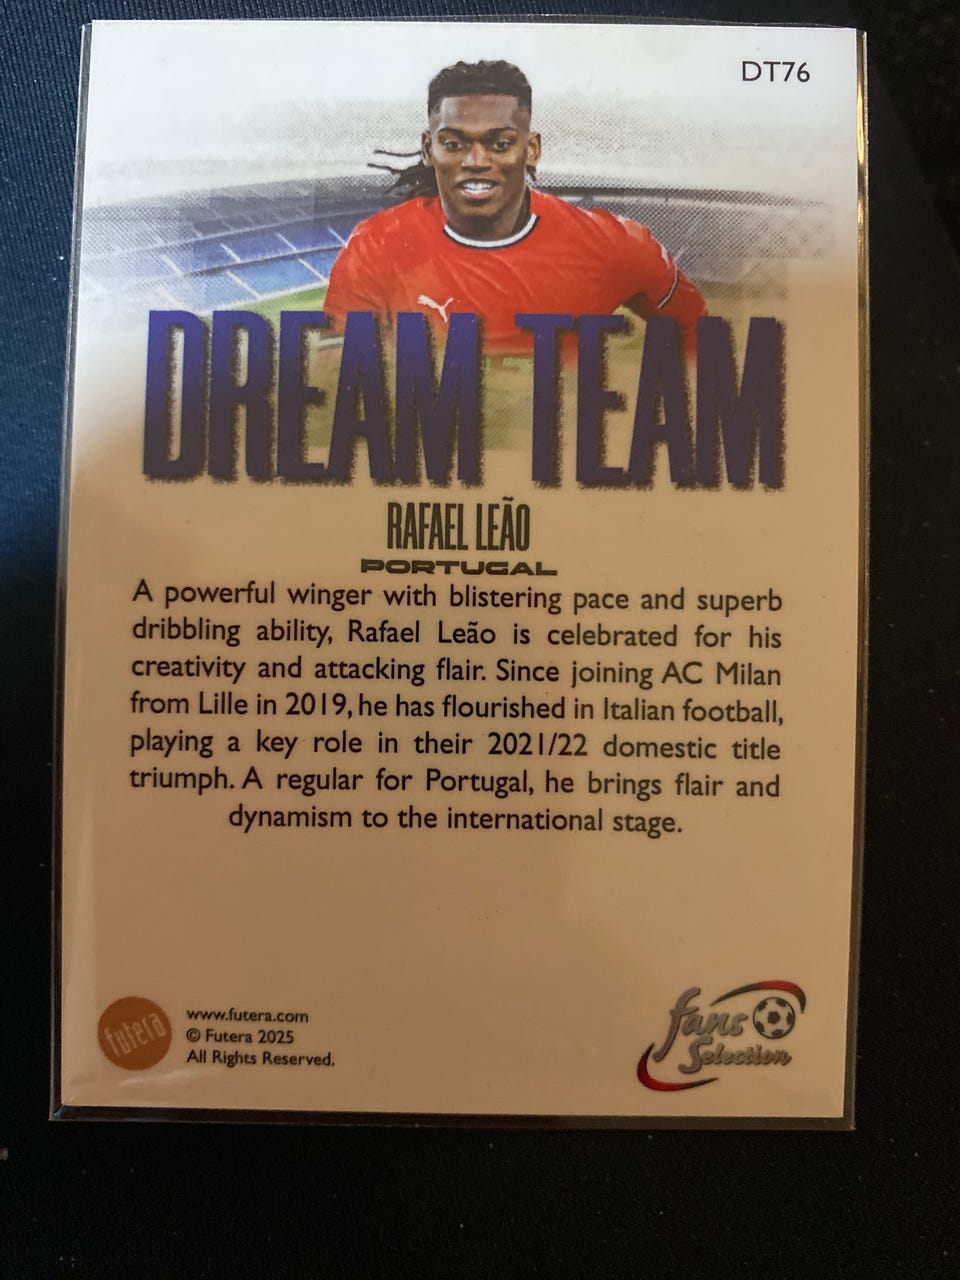 DT76
DREAM TEAM
RAFAEL LEÃO
PORTUGAL
A powerful winger with blistering pace and superb
dribbling ability, Rafael Leão is celebrated for his
creativity and attacking flair. Since joining AC Milan
from Lille in 2019, he has flourished in Italian football,
playing a key role in their 2021/22 domestic title
triumph. A regular for Portugal, he brings flair and
dynamism to the international stage.
futera
www.futera.com
© Futera 2025
All Rights Reserved.
fans
Selection